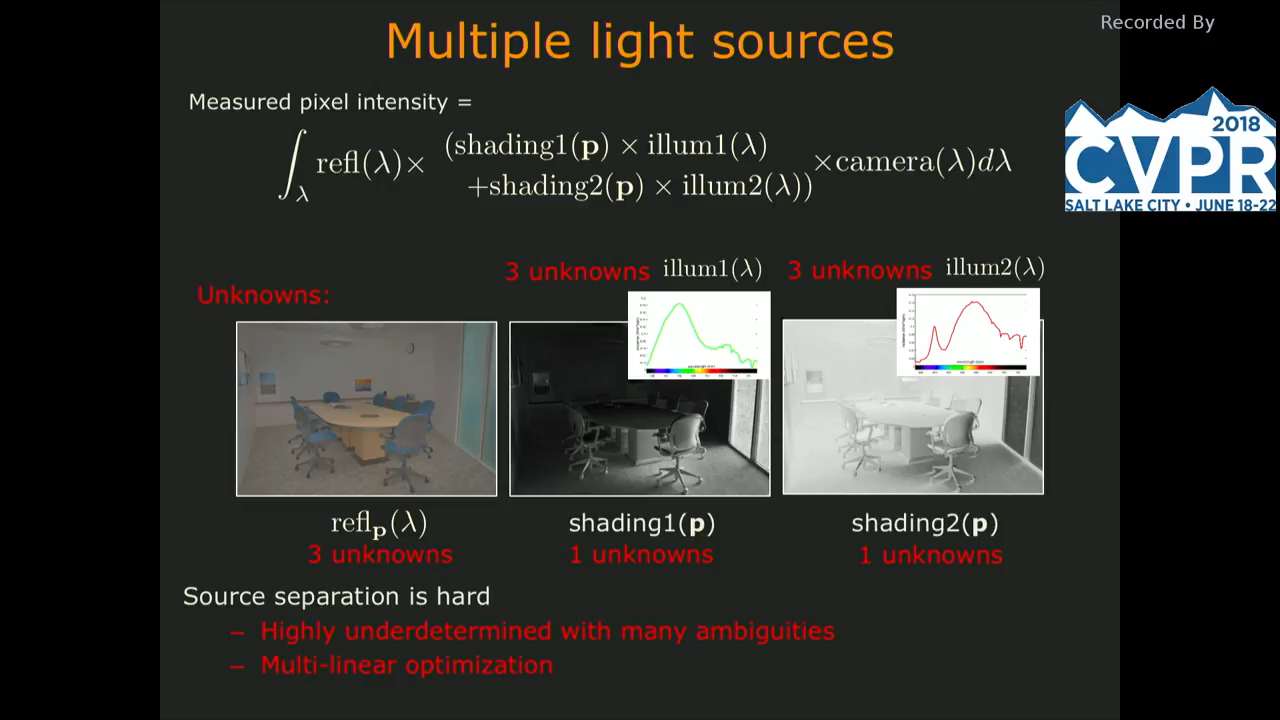 Multiple light sources
Recorded By
2018
CVPR
SALT LAKE CITY • JUNE 18-22
Measured pixel intensity =
∫λ refl(λ)× (shading1(p) × illum1(λ)
+shading2(p) × illum2(λ)) ×camera(λ)dλ
3 unknowns illum1(λ)
3 unknowns illum2(λ)
Unknowns:
reflp(λ)
3 unknowns
shading1(p)
1 unknowns
shading2(p)
1 unknowns
Source separation is hard
– Highly underdetermined with many ambiguities
– Multi-linear optimization